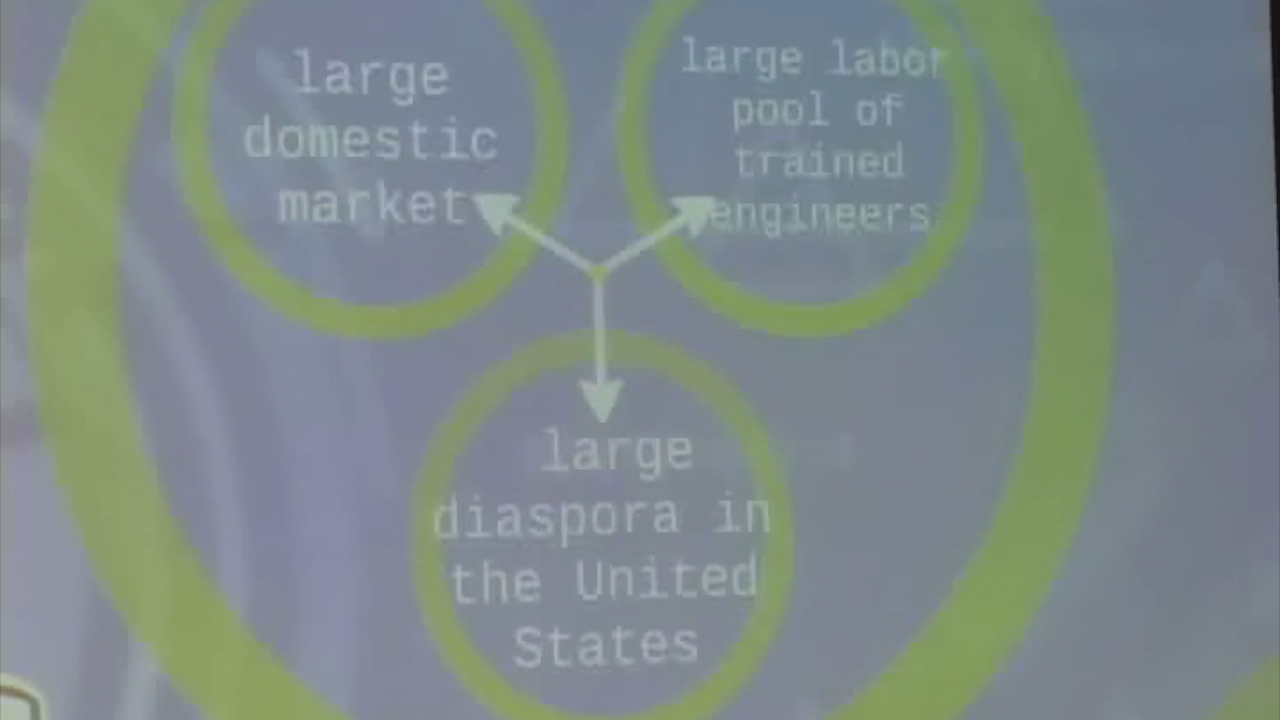 large
domestic
market
large labor
pool of
trained
engineers
large
diaspora in
the United
States